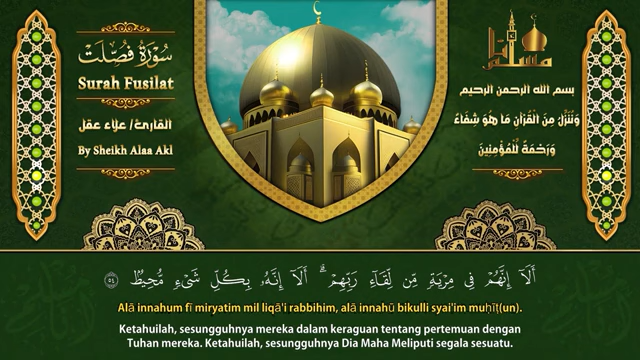 سُورَةُ فُصِّلَتْ
Surah Fusilat
القارئ/ علاء عقل
By Sheikh Alaa Akl
مسلم
بسم الله الرحمن الرحيم
وَنُنَزِّلُ مِنَ الْقُرْآنِ مَا هُوَ شِفَاءٌ
وَرَحْمَةٌ لِّلْمُؤْمِنِينَ
أَلَآ إِنَّهُمْ فِى مِرْيَةٍ مِّن لِّقَآءِ رَبِّهِمْ ۗ أَلَآ إِنَّهُۥ بِكُلِّ شَىْءٍ مُّحِيطٌۢ ۝٥٤
Alā innahum fī miryatim mil liqā'i rabbihim, alā innahū bikulli syai'im muḥīṭ(un).
Ketahuilah, sesungguhnya mereka dalam keraguan tentang pertemuan dengan
Tuhan mereka. Ketahuilah, sesungguhnya Dia Maha Meliputi segala sesuatu.